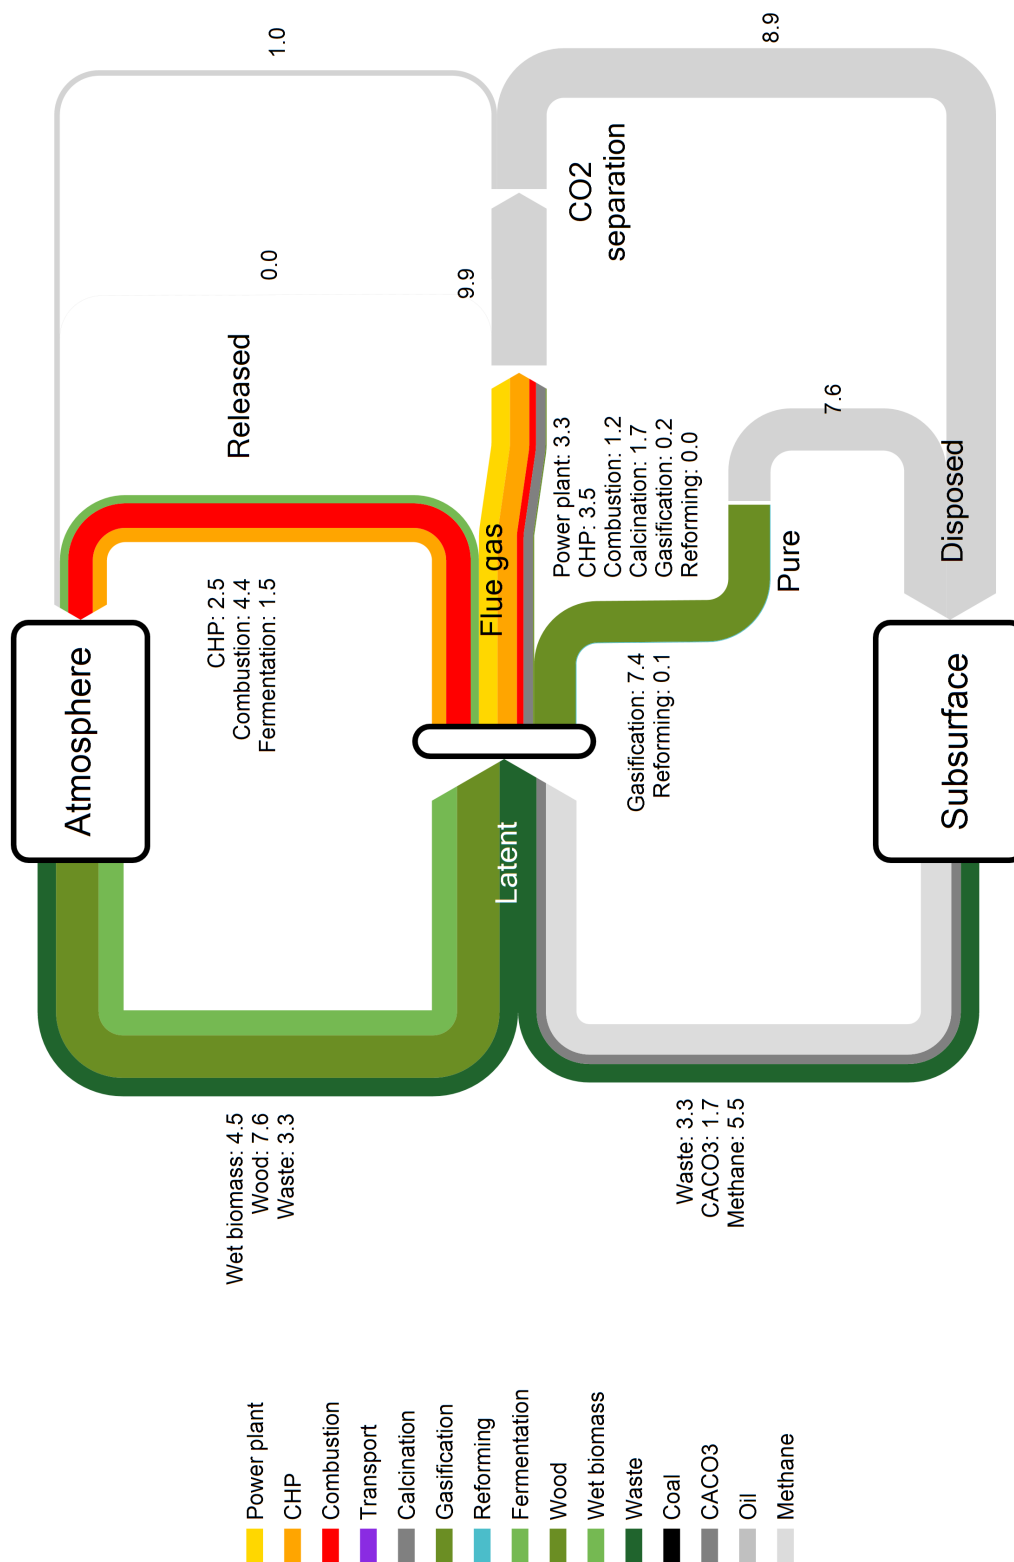 Atmosphere
Subsurface
Latent
Released
Flue gas
Pure
Disposed
CO2
separation
Wet biomass: 4.5
Wood: 7.6
Waste: 3.3
Waste: 3.3
CACO3: 1.7
Methane: 5.5
CHP: 2.5
Combustion: 4.4
Fermentation: 1.5
Power plant: 3.3
CHP: 3.5
Combustion: 1.2
Calcination: 1.7
Gasification: 0.2
Reforming: 0.0
Gasification: 7.4
Reforming: 0.1
1.0
0.0
9.9
8.9
7.6
Power plant
CHP
Combustion
Transport
Calcination
Gasification
Reforming
Fermentation
Wood
Wet biomass
Waste
Coal
CACO3
Oil
Methane